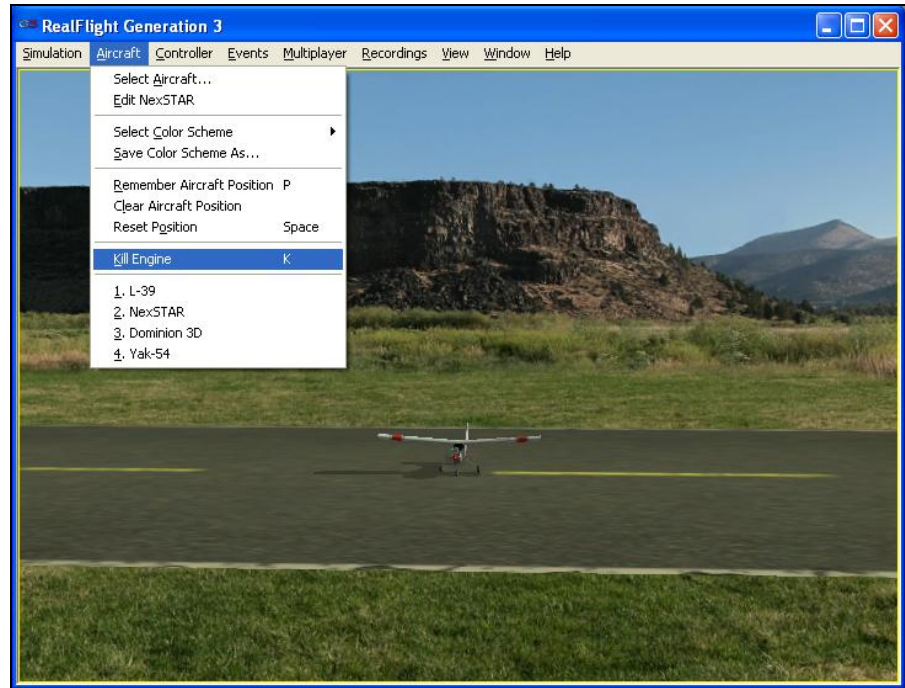 RealFlight Generation 3
Simulation Aircraft Controller Events Multiplayer Recordings View Window Help
Select Aircraft...
Edit NexSTAR
Select Color Scheme
Save Color Scheme As...
Remember Aircraft Position P
Clear Aircraft Position
Reset Position Space
Kill Engine K
1. L-39
2. NexSTAR
3. Dominion 3D
4. Yak-54